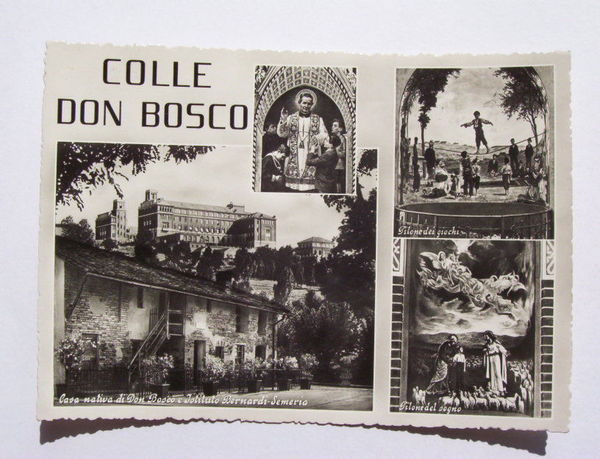 COLLE
DON BOSCO
Pilone dei giochi
Casa nativa di Don Bosco e Istituto Bernardi-Semeria
Pilone del sogno